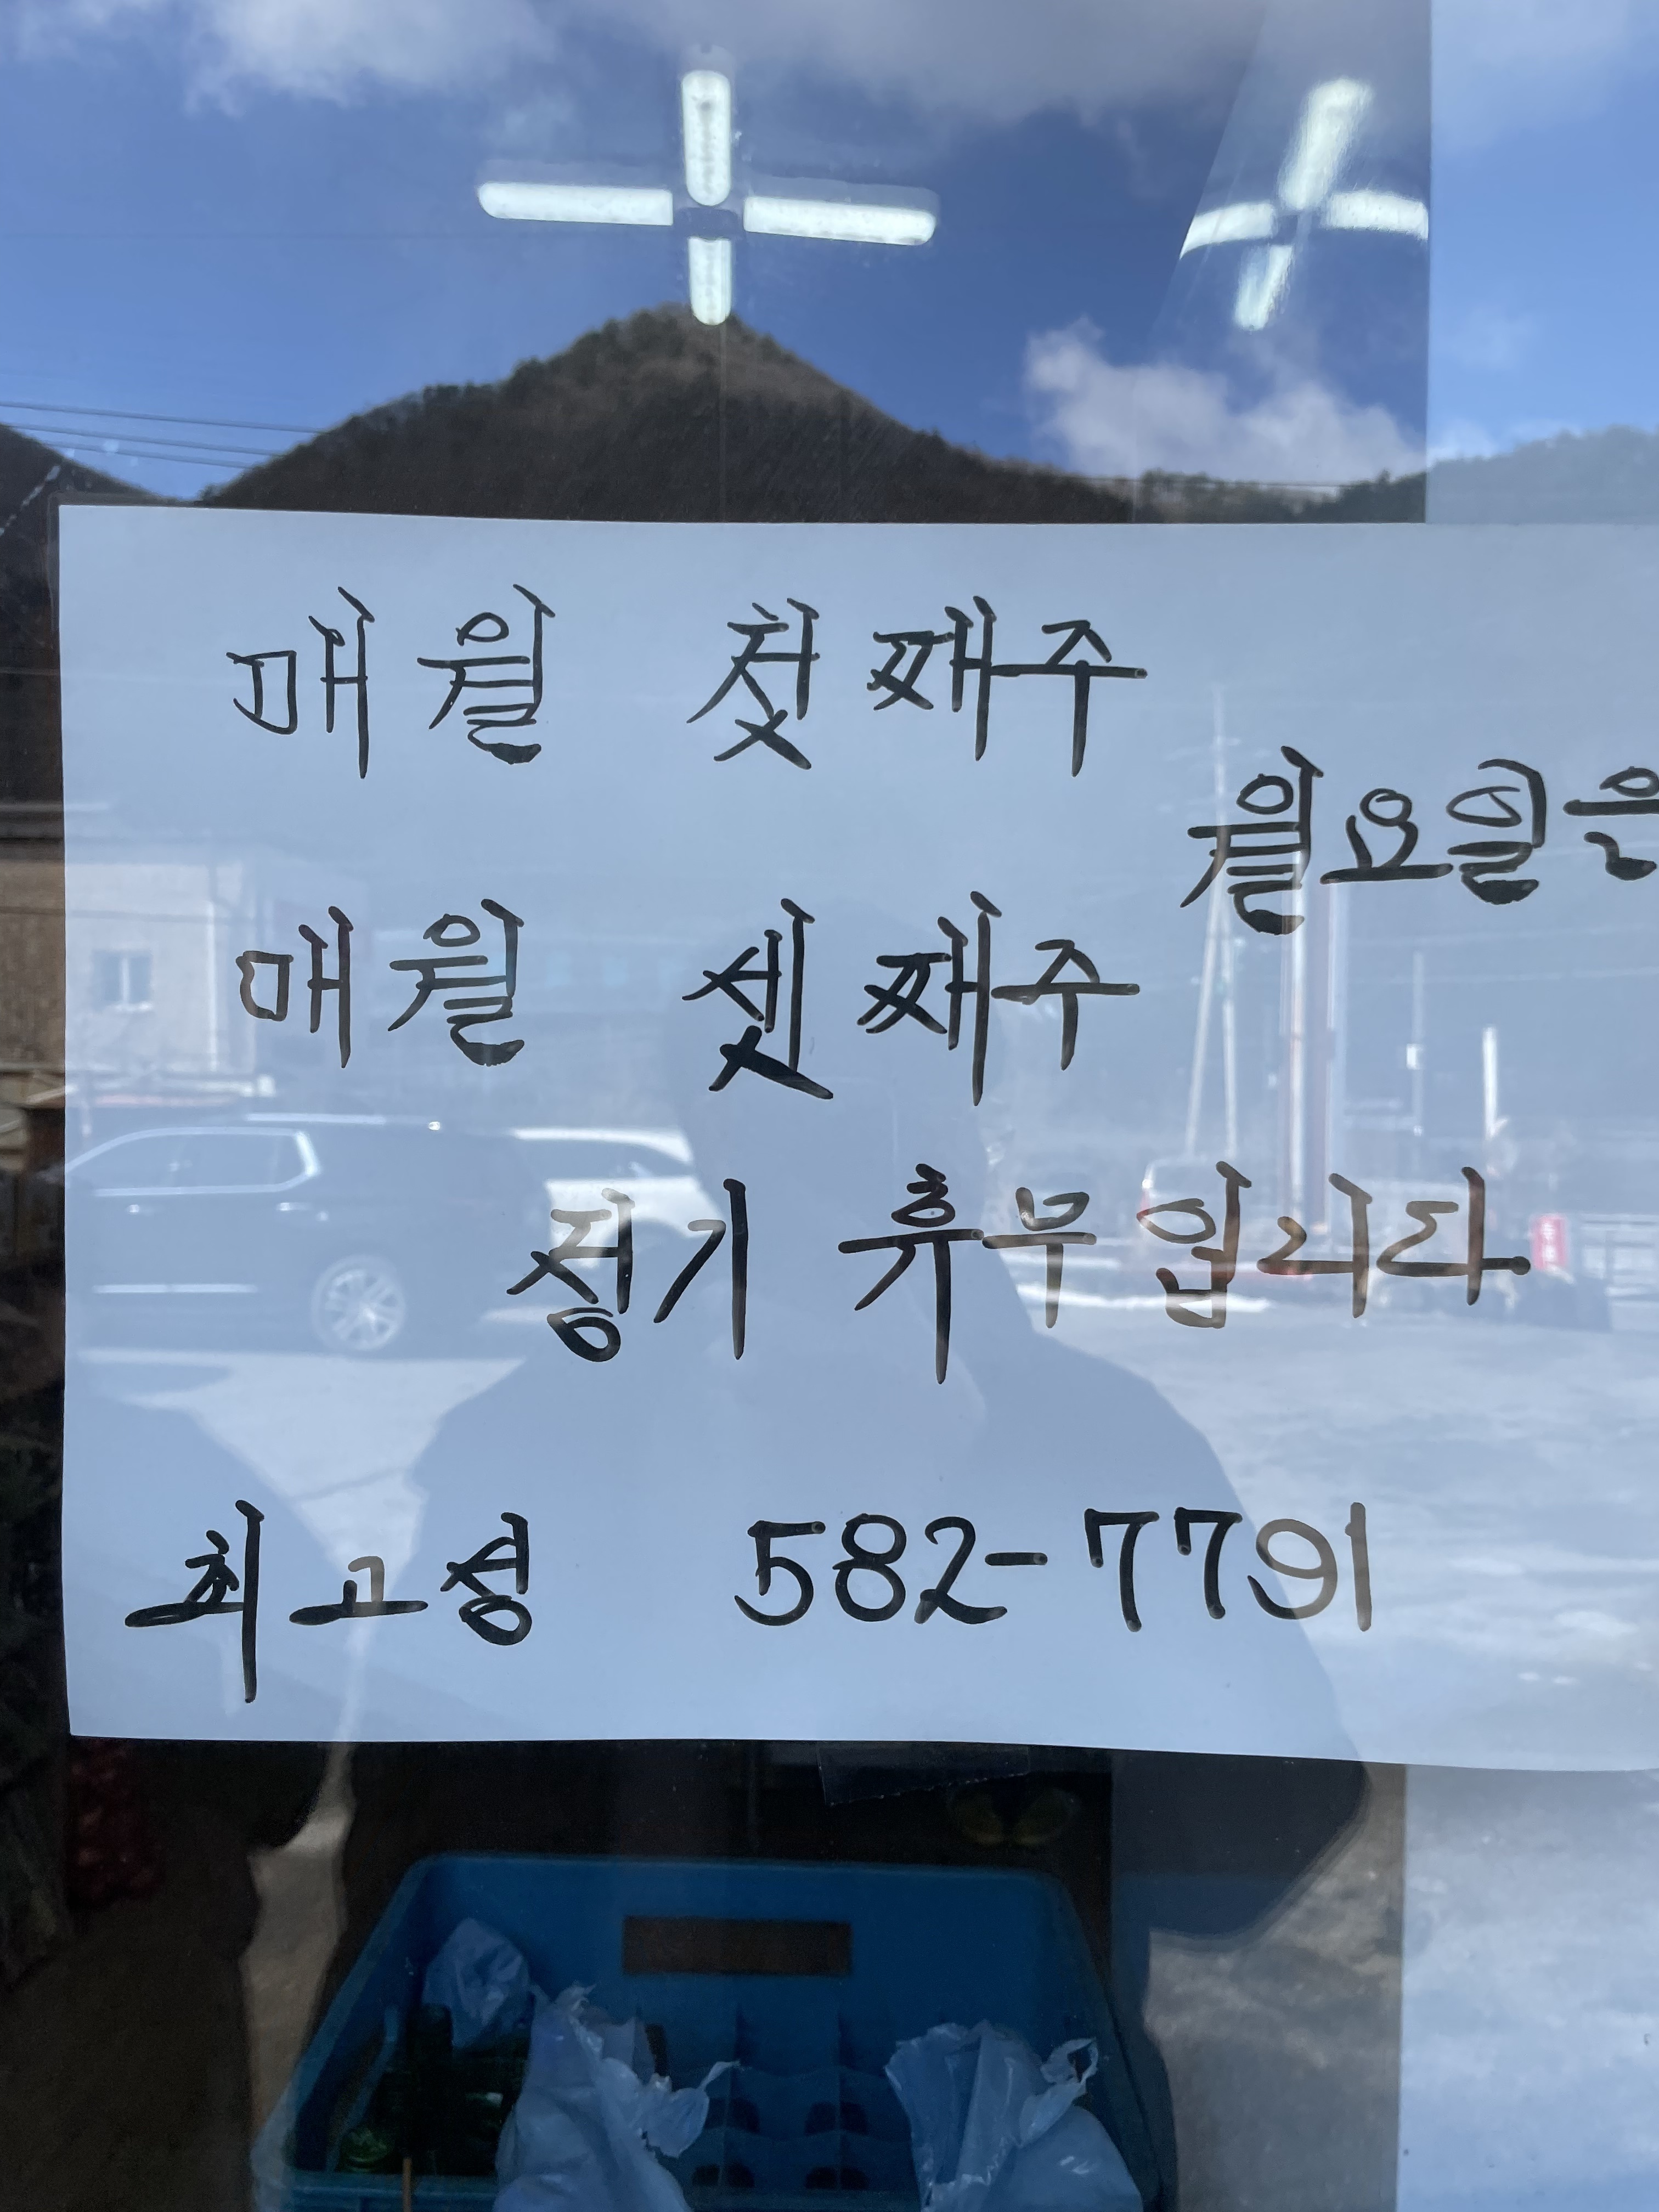 매월 첫째주
월요일은
매월 셋째주
정기 휴무입니다
최고성 582-7791